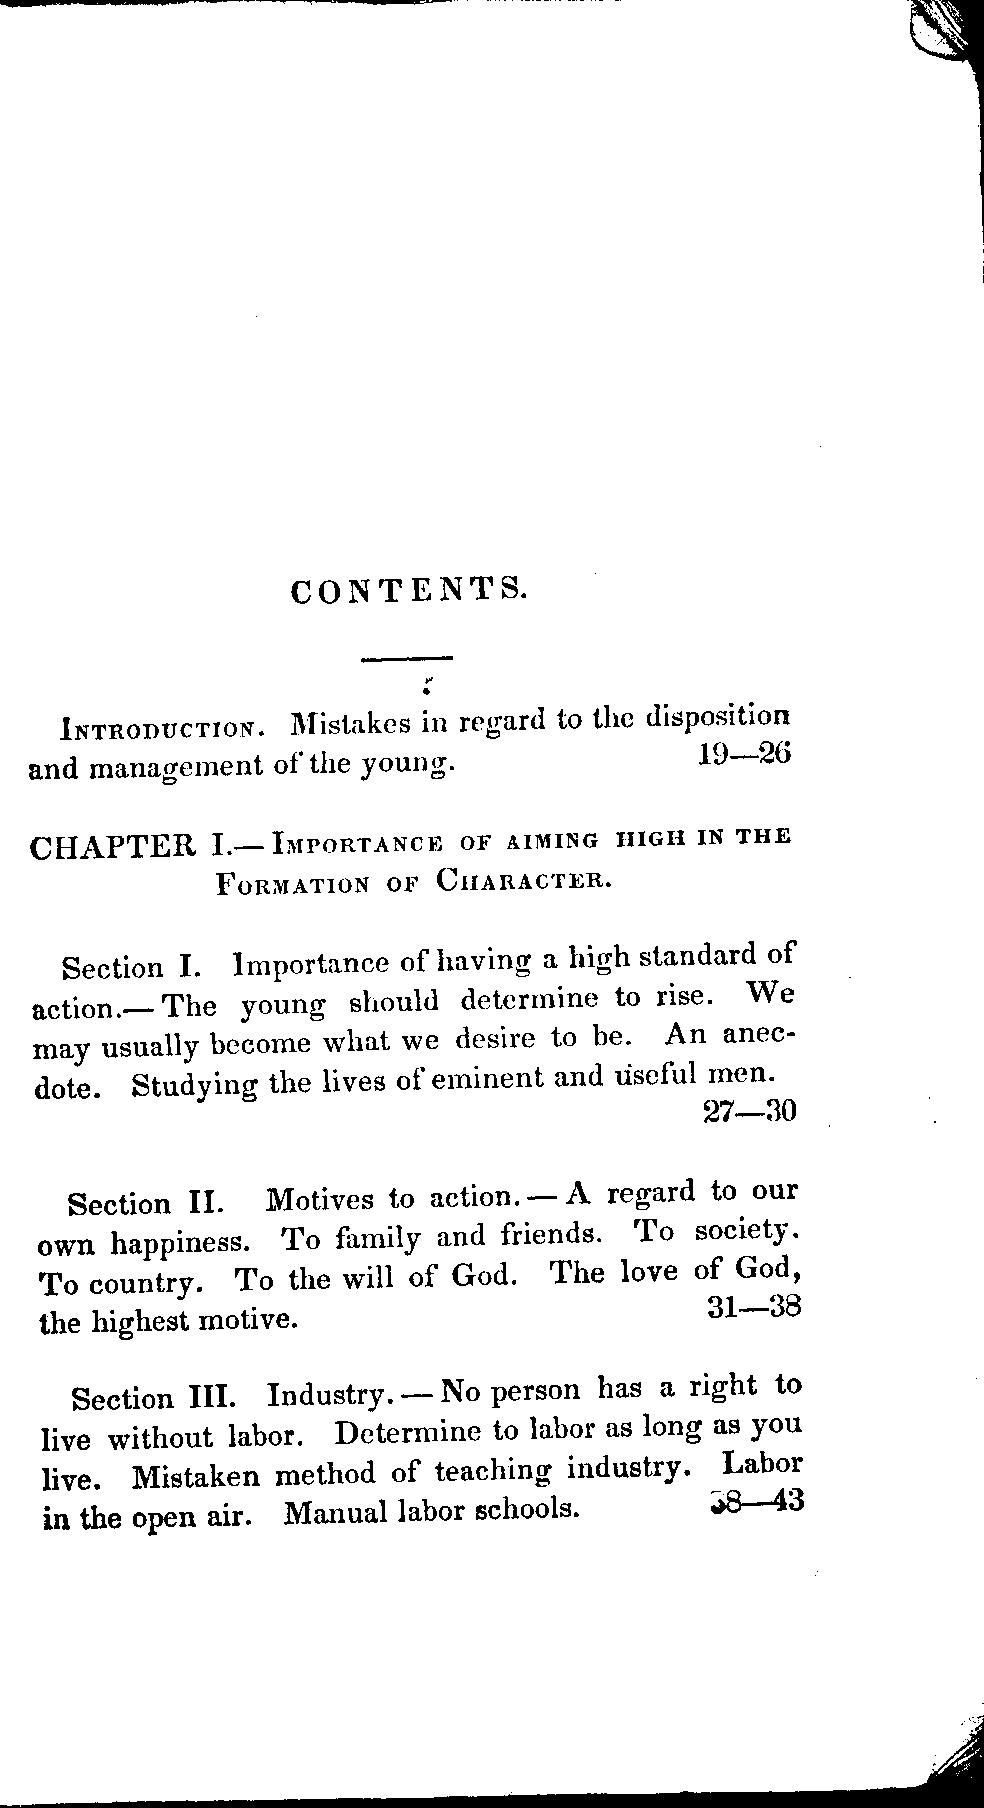 CONTENTS.
INTRODUCTION. Mistakes in regard to the disposition
and management of the young. 19—26
CHAPTER I.— IMPORTANCE OF AIMING HIGH IN THE
FORMATION OF CHARACTER.
Section I. Importance of having a high standard of
action.— The young should determine to rise. We
may usually become what we desire to be. An anec-
dote. Studying the lives of eminent and useful men.
27—30
Section II. Motives to action. — A regard to our
own happiness. To family and friends. To society.
To country. To the will of God. The love of God,
the highest motive. 31—38
Section III. Industry. — No person has a right to
live without labor. Determine to labor as long as you
live. Mistaken method of teaching industry. Labor
in the open air. Manual labor schools. 38—43